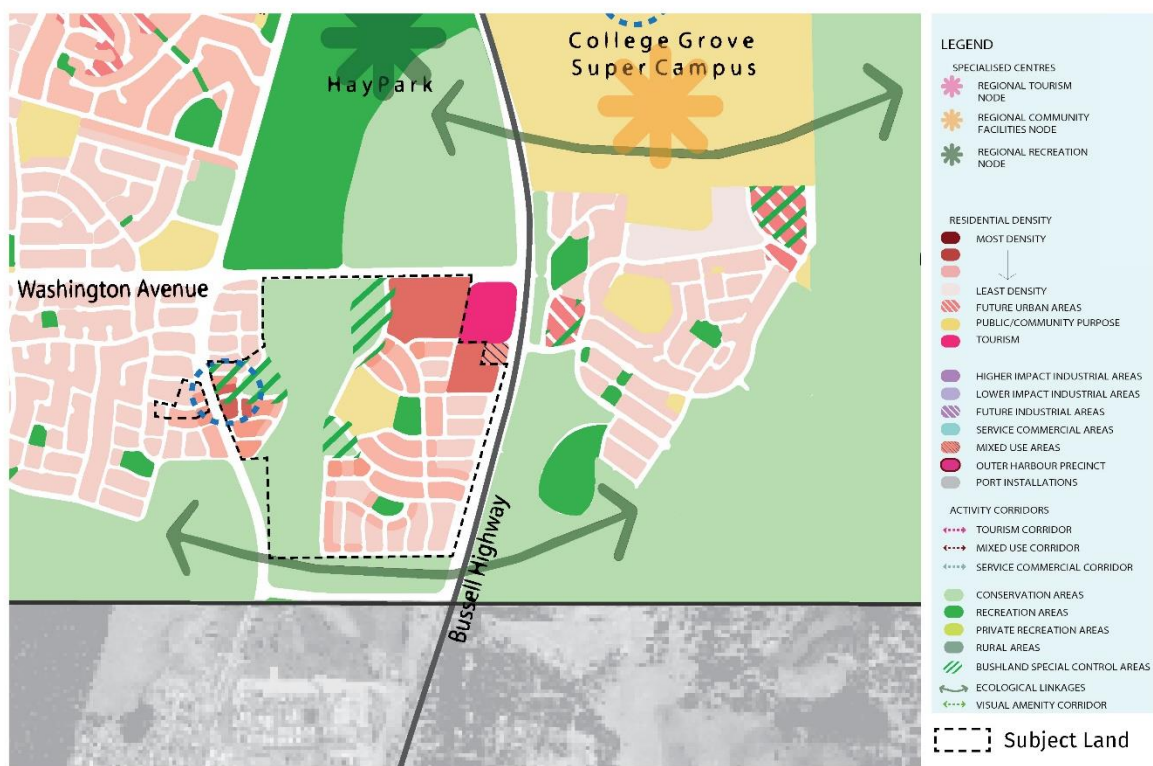 College Grove
Super Campus
HayPark
Washington Avenue
Bussell Highway
LEGEND
SPECIALISED CENTRES
REGIONAL TOURISM
NODE
REGIONAL COMMUNITY
FACILITIES NODE
REGIONAL RECREATION
NODE
RESIDENTIAL DENSITY
MOST DENSITY
LEAST DENSITY
FUTURE URBAN AREAS
PUBLIC/COMMUNITY PURPOSE
TOURISM
HIGHER IMPACT INDUSTRIAL AREAS
LOWER IMPACT INDUSTRIAL AREAS
FUTURE INDUSTRIAL AREAS
SERVICE COMMERCIAL AREAS
MIXED USE AREAS
OUTER HARBOUR PRECINCT
PORT INSTALLATIONS
ACTIVITY CORRIDORS
TOURISM CORRIDOR
MIXED USE CORRIDOR
SERVICE COMMERCIAL CORRIDOR
CONSERVATION AREAS
RECREATION AREAS
PRIVATE RECREATION AREAS
RURAL AREAS
BUSHLAND SPECIAL CONTROL AREAS
ECOLOGICAL LINKAGES
VISUAL AMENITY CORRIDOR
Subject Land